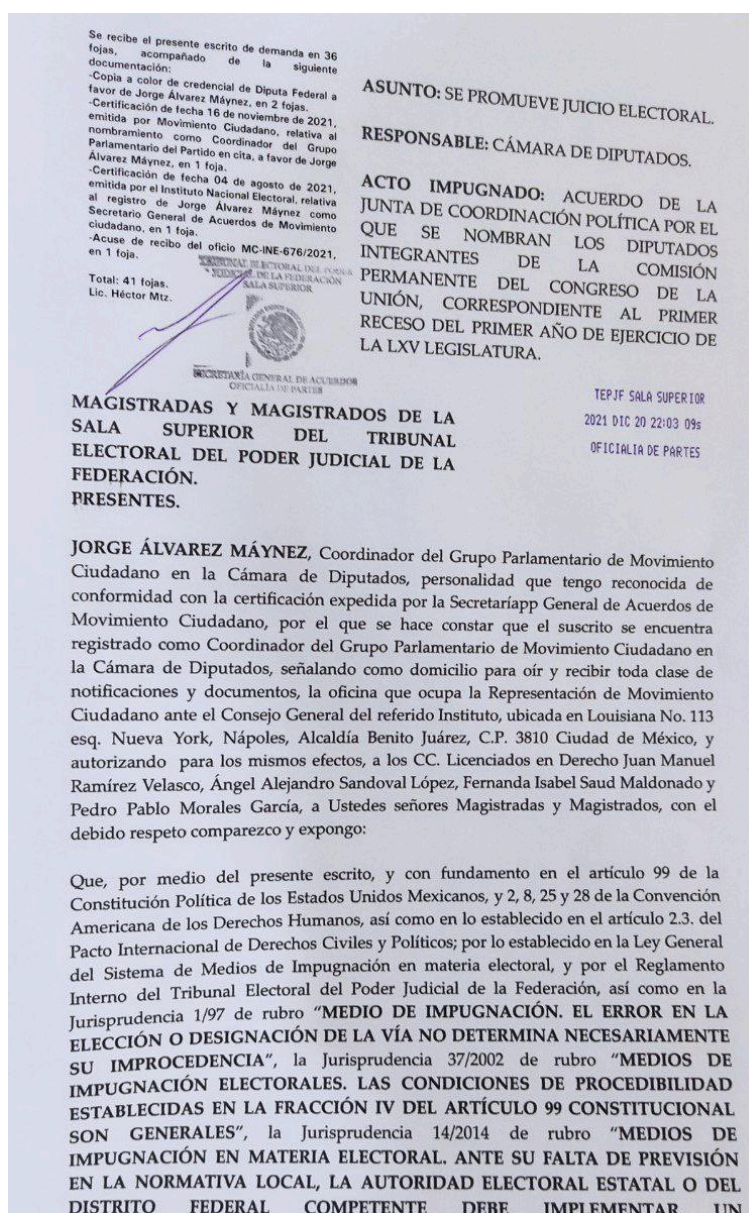 Se recibe el presente escrito de demanda en 36
fojas, acompañado de la siguiente
documentación:
-Copia a color de credencial de Diputa Federal a
favor de Jorge Álvarez Máynez, en 2 fojas.
-Certificación de fecha 16 de noviembre de 2021,
emitida por Movimiento Ciudadano, relativa al
nombramiento como Coordinador del Grupo
Parlamentario del Partido en cita, a favor de Jorge
Álvarez Máynez, en 1 foja.
-Certificación de fecha 04 de agosto de 2021,
emitida por el Instituto Nacional Electoral, relativa
al registro de Jorge Álvarez Máynez como
Secretario General de Acuerdos de Movimiento
ciudadano, en 1 foja.
-Acuse de recibo del oficio MC-INE-676/2021,
en 1 foja.
Total: 41 fojas.
Lic. Héctor Mtz.
TRIBUNAL ELECTORAL DEL PODER
JUDICIAL DE LA FEDERACIÓN
SALA SUPERIOR
SECRETARÍA GENERAL DE ACUERDOS
OFICIALÍA DE PARTES
ASUNTO: SE PROMUEVE JUICIO ELECTORAL.
RESPONSABLE: CÁMARA DE DIPUTADOS.
ACTO IMPUGNADO: ACUERDO DE LA
JUNTA DE COORDINACIÓN POLÍTICA POR EL
QUE SE NOMBRAN LOS DIPUTADOS
INTEGRANTES DE LA COMISIÓN
PERMANENTE DEL CONGRESO DE LA
UNIÓN, CORRESPONDIENTE AL PRIMER
RECESO DEL PRIMER AÑO DE EJERCICIO DE
LA LXV LEGISLATURA.
TEPJF SALA SUPERIOR
2021 DIC 20 22:03 09s
OFICIALIA DE PARTES
MAGISTRADAS Y MAGISTRADOS DE LA
SALA SUPERIOR DEL TRIBUNAL
ELECTORAL DEL PODER JUDICIAL DE LA
FEDERACIÓN.
PRESENTES.
JORGE ÁLVAREZ MÁYNEZ, Coordinador del Grupo Parlamentario de Movimiento
Ciudadano en la Cámara de Diputados, personalidad que tengo reconocida de
conformidad con la certificación expedida por la Secretaríapp General de Acuerdos de
Movimiento Ciudadano, por el que se hace constar que el suscrito se encuentra
registrado como Coordinador del Grupo Parlamentario de Movimiento Ciudadano en
la Cámara de Diputados, señalando como domicilio para oír y recibir toda clase de
notificaciones y documentos, la oficina que ocupa la Representación de Movimiento
Ciudadano ante el Consejo General del referido Instituto, ubicada en Louisiana No. 113
esq. Nueva York, Nápoles, Alcaldía Benito Juárez, C.P. 3810 Ciudad de México, y
autorizando para los mismos efectos, a los CC. Licenciados en Derecho Juan Manuel
Ramírez Velasco, Ángel Alejandro Sandoval López, Fernanda Isabel Saud Maldonado y
Pedro Pablo Morales García, a Ustedes señores Magistradas y Magistrados, con el
debido respeto comparezco y expongo:
Que, por medio del presente escrito, y con fundamento en el artículo 99 de la
Constitución Política de los Estados Unidos Mexicanos, y 2, 8, 25 y 28 de la Convención
Americana de los Derechos Humanos, así como en lo establecido en el artículo 2.3. del
Pacto Internacional de Derechos Civiles y Políticos; por lo establecido en la Ley General
del Sistema de Medios de Impugnación en materia electoral, y por el Reglamento
Interno del Tribunal Electoral del Poder Judicial de la Federación, así como en la
Jurisprudencia 1/97 de rubro "MEDIO DE IMPUGNACIÓN. EL ERROR EN LA
ELECCIÓN O DESIGNACIÓN DE LA VÍA NO DETERMINA NECESARIAMENTE
SU IMPROCEDENCIA", la Jurisprudencia 37/2002 de rubro "MEDIOS DE
IMPUGNACIÓN ELECTORALES. LAS CONDICIONES DE PROCEDIBILIDAD
ESTABLECIDAS EN LA FRACCIÓN IV DEL ARTÍCULO 99 CONSTITUCIONAL
SON GENERALES", la Jurisprudencia 14/2014 de rubro "MEDIOS DE
IMPUGNACIÓN EN MATERIA ELECTORAL. ANTE SU FALTA DE PREVISIÓN
EN LA NORMATIVA LOCAL, LA AUTORIDAD ELECTORAL ESTATAL O DEL
DISTRITO FEDERAL COMPETENTE DEBE IMPLEMENTAR UN